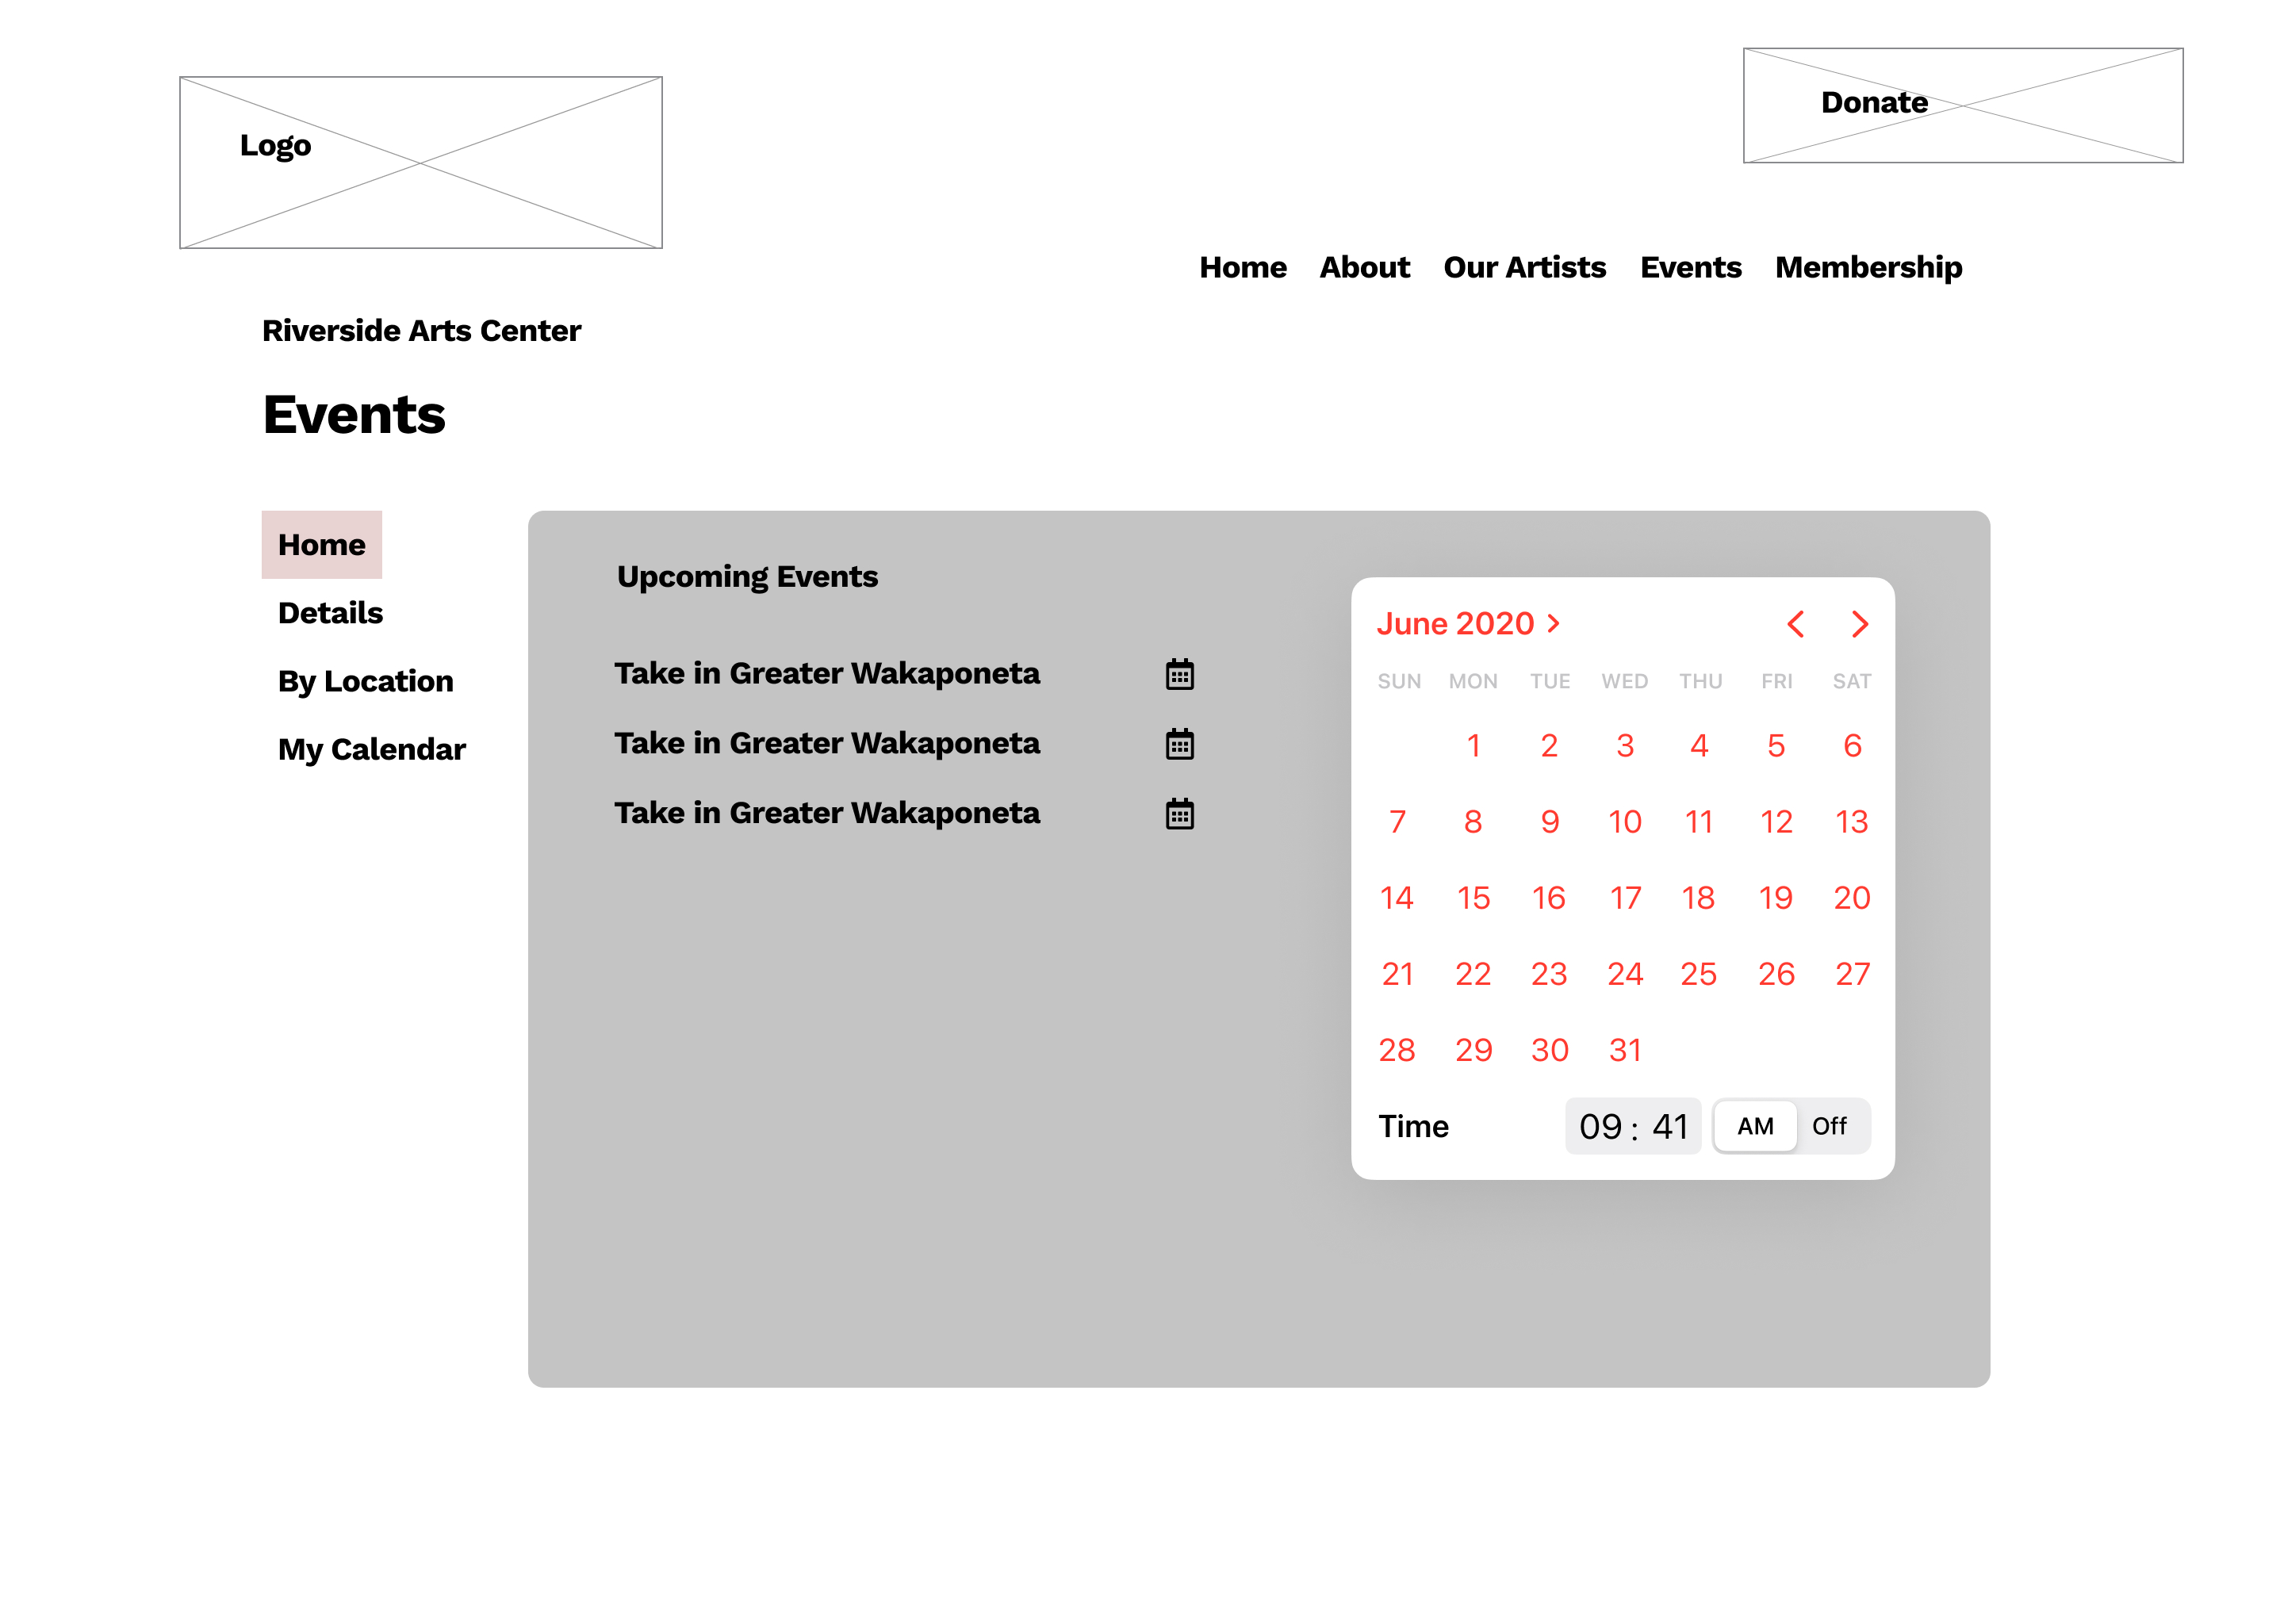 Donate
Logo
Home About Our Artists Events Membership
Riverside Arts Center
Events
Home
Details
By Location
My Calendar
Upcoming Events
Take in Greater Wakaponeta
Take in Greater Wakaponeta
Take in Greater Wakaponeta
June 2020
SUN MON TUE WED THU FRI SAT
1 2 3 4 5 6
7 8 9 10 11 12 13
14 15 16 17 18 19 20
21 22 23 24 25 26 27
28 29 30 31
Time 09 : 41 AM Off